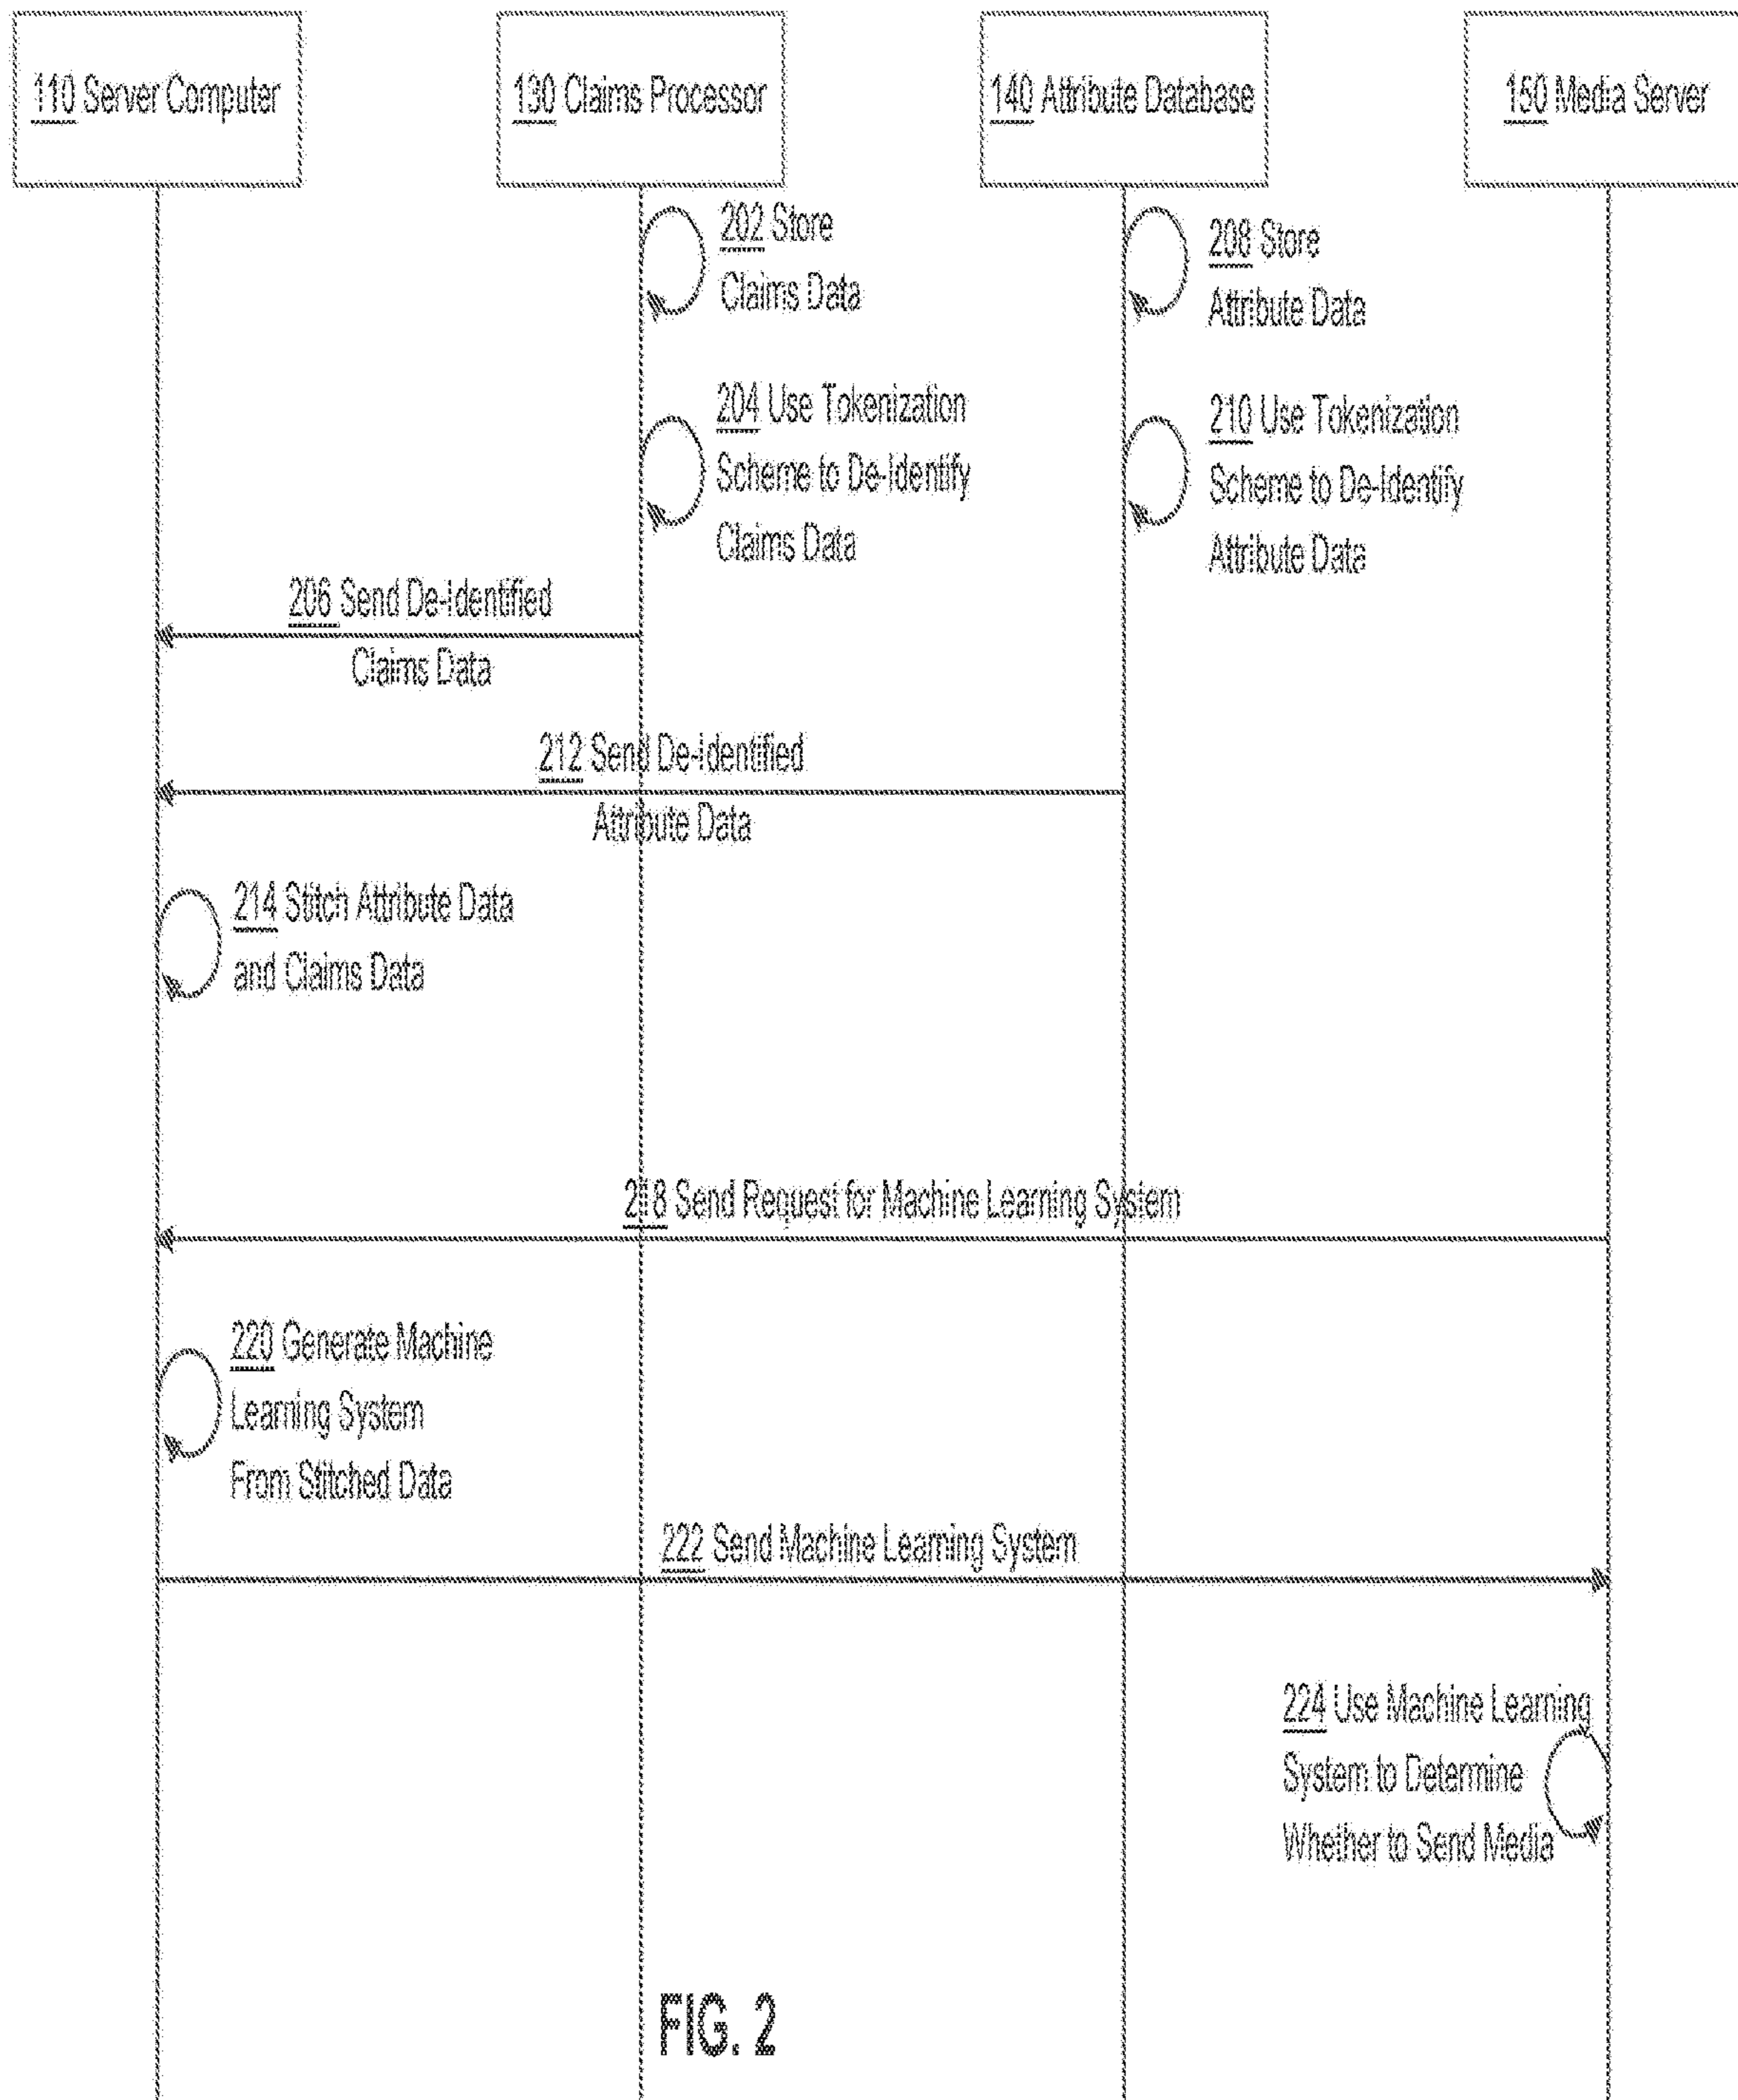 110 Server Computer
130 Claims Processor
140 Attribute Database
150 Media Server
202 Store
Claims Data
208 Store
Attribute Data
204 Use Tokenization
Scheme to De-Identify
Claims Data
210 Use Tokenization
Scheme to De-Identify
Attribute Data
206 Send De-Identified
Claims Data
212 Send De-Identified
Attribute Data
214 Stitch Attribute Data
and Claims Data
218 Send Request for Machine Learning System
220 Generate Machine
Learning System
From Stitched Data
222 Send Machine Learning System
224 Use Machine Learning
System to Determine
Whether to Send Media
FIG. 2